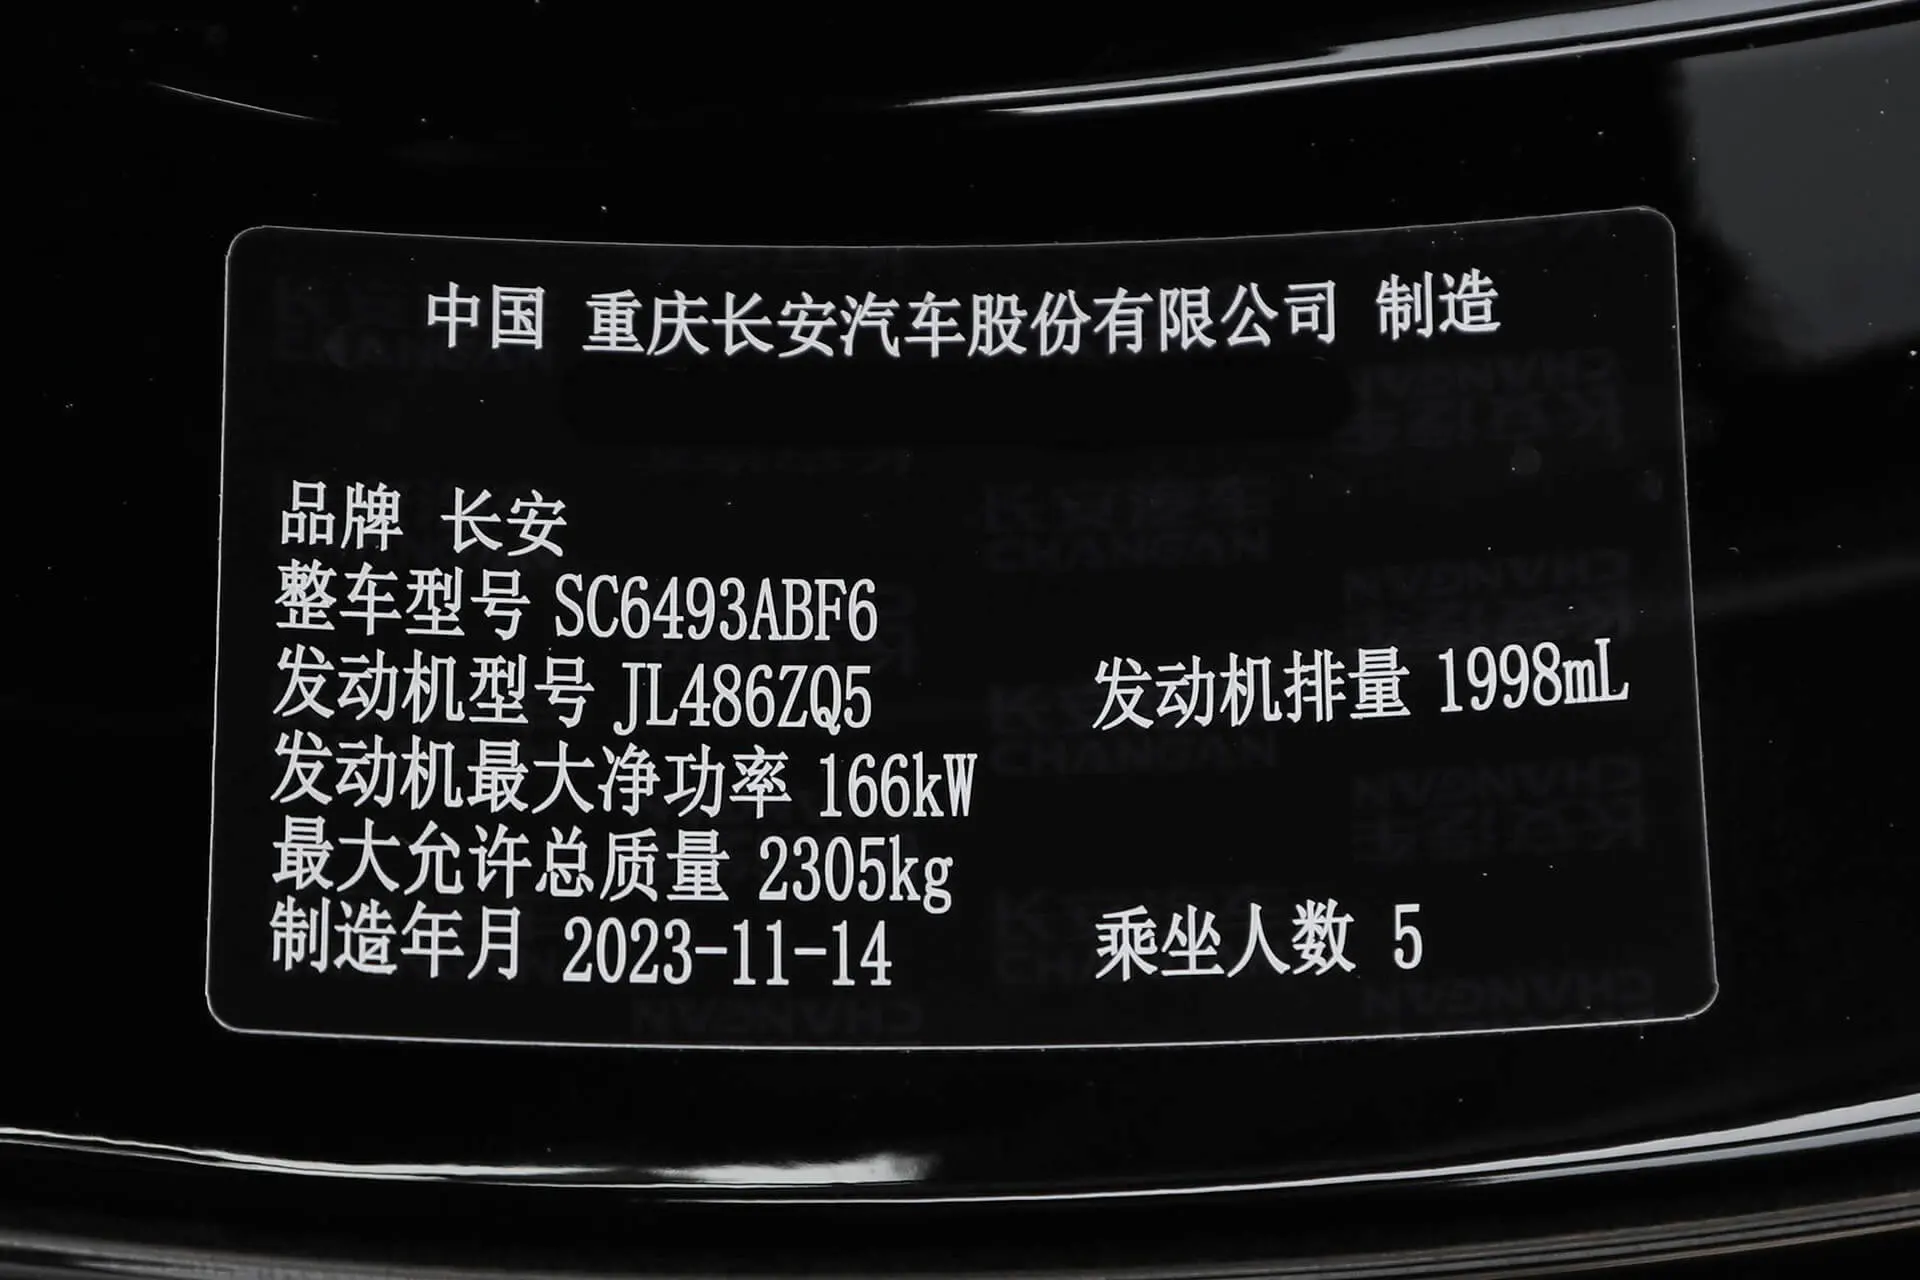 中国 重庆长安汽车股份有限公司 制造
品牌 长安
整车型号 SC6493ABF6
发动机型号 JL486ZQ5 发动机排量 1998mL
发动机最大净功率 166kW
最大允许总质量 2305kg
制造年月 2023-11-14 乘坐人数 5